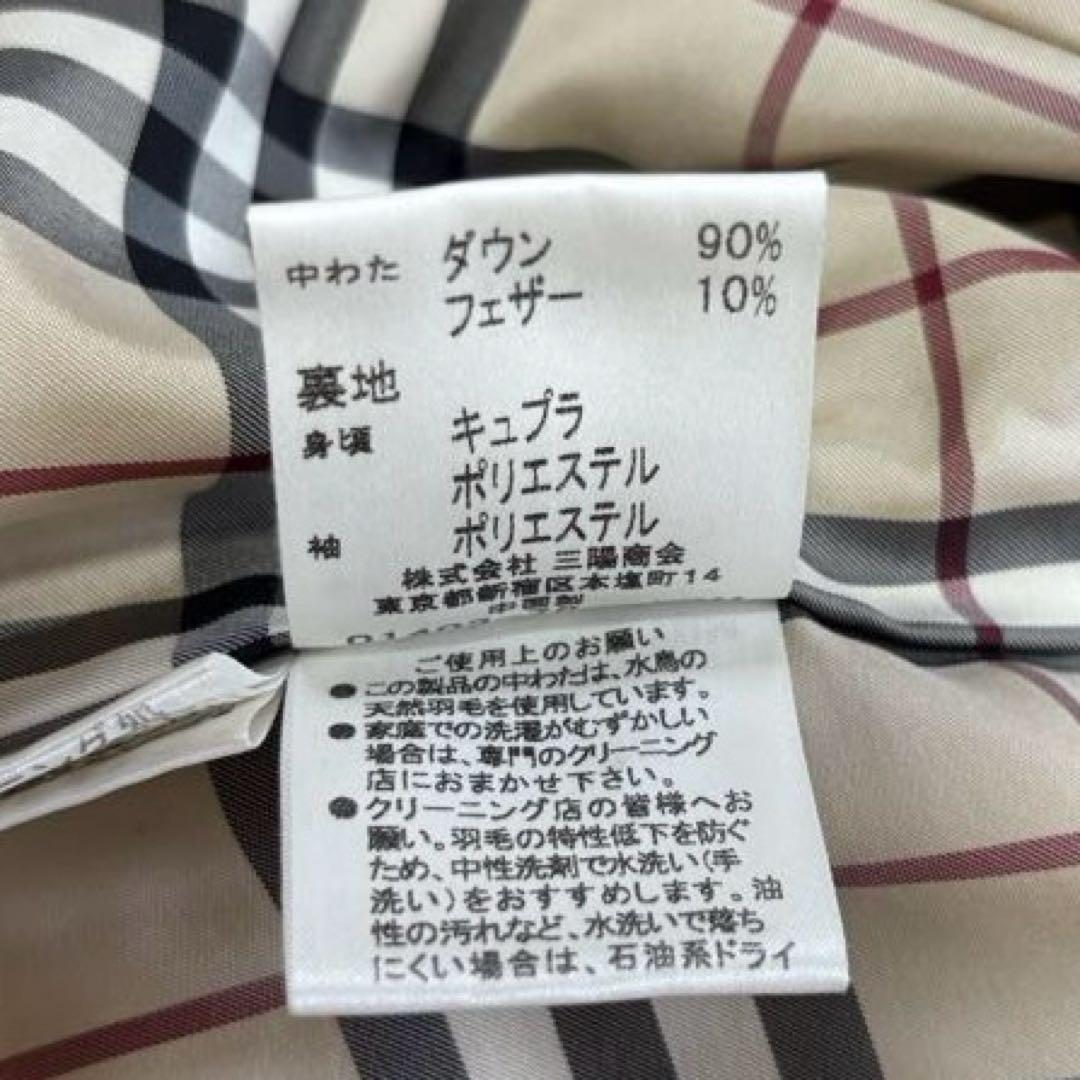 中わた ダウン 90%
フェザー 10%
裏地
身頃 キュプラ
ポリエステル
袖 ポリエステル
株式会社 三陽商会
東京都新宿区本塩町14
中国製
ご使用上のお願い
●この製品の中わたは、水鳥の
天然羽毛を使用しています。
●家庭での洗濯がむずかしい
場合は、専門のクリーニング
店におまかせ下さい。
●クリーニング店の皆様へお
願い。羽毛の特性低下を防ぐ
ため、中性洗剤で水洗い(手
洗い)をおすすめします。油
性の汚れなど、水洗いで落ち
にくい場合は、石油系ドライ